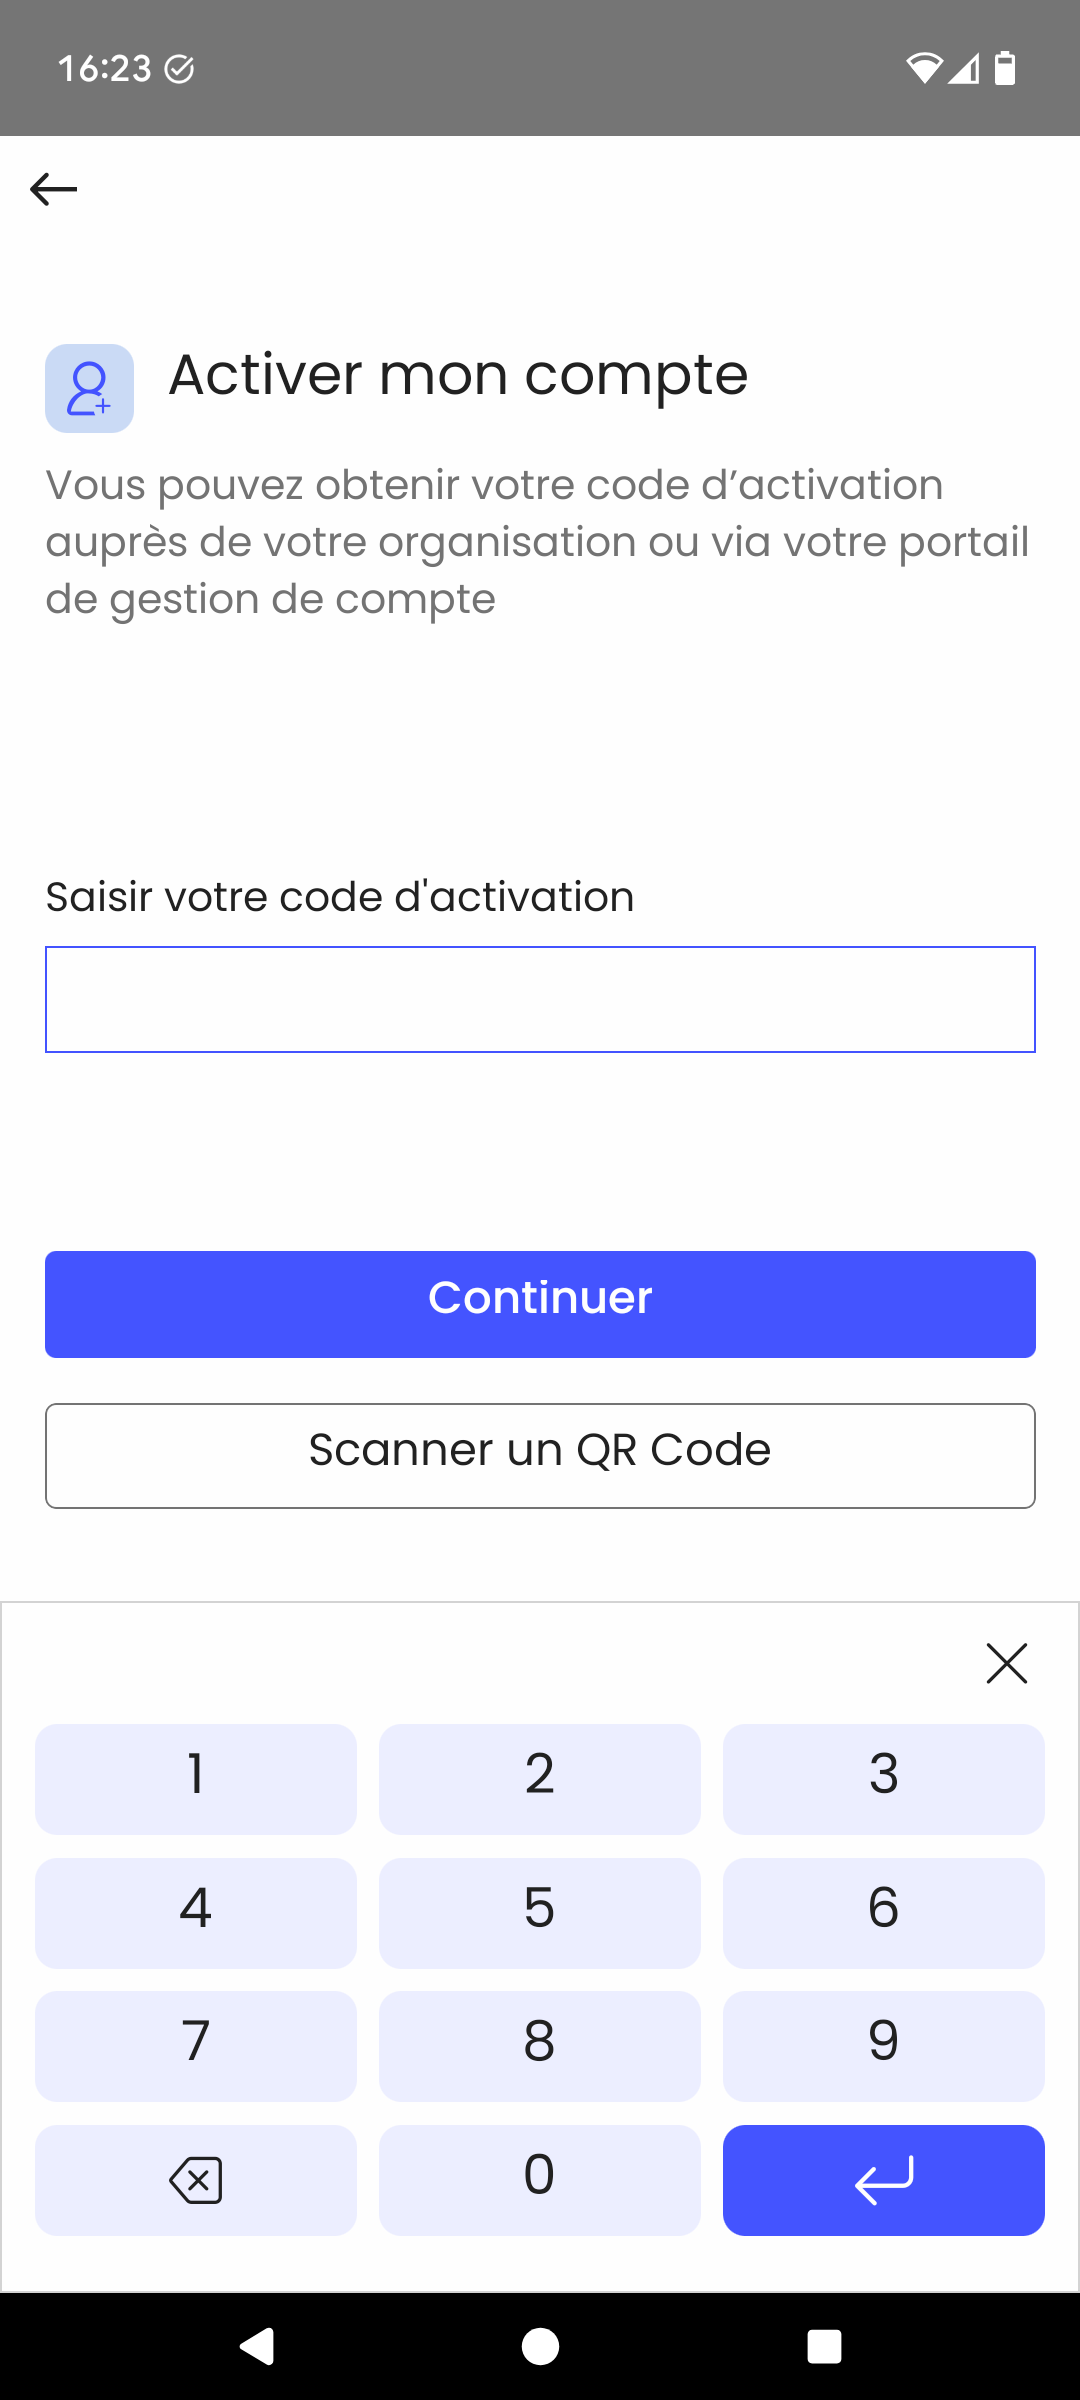 16:23
Activer mon compte
Vous pouvez obtenir votre code d’activation
auprès de votre organisation ou via votre portail
de gestion de compte
Saisir votre code d'activation
Continuer
Scanner un QR Code
1 2 3
4 5 6
7 8 9
0